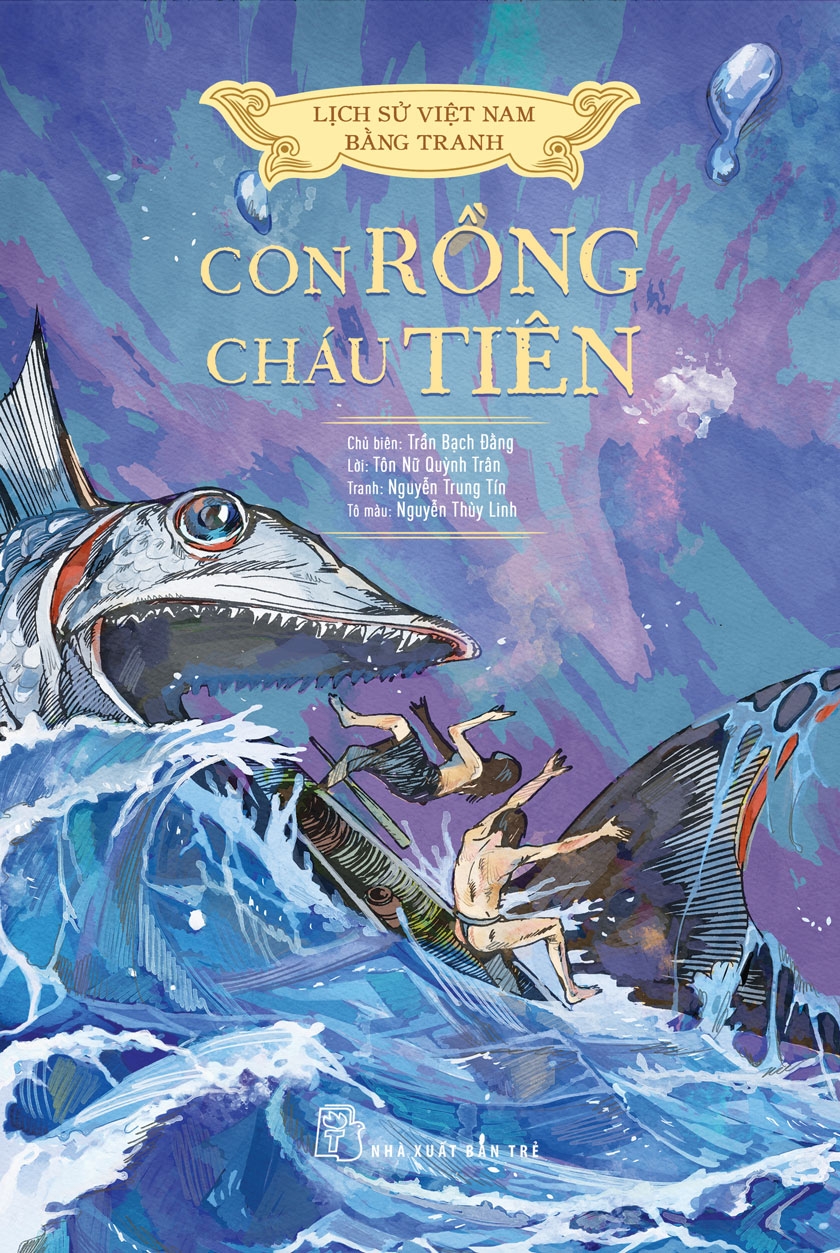 LỊCH SỬ VIỆT NAM
BẰNG TRANH
CON RỒNG
CHÁU TIÊN
Chủ biên: Trần Bạch Đằng
Lời: Tôn Nữ Quỳnh Trân
Tranh: Nguyễn Trung Tín
Tô màu: Nguyễn Thùy Linh
NHÀ XUẤT BẢN TRẺ